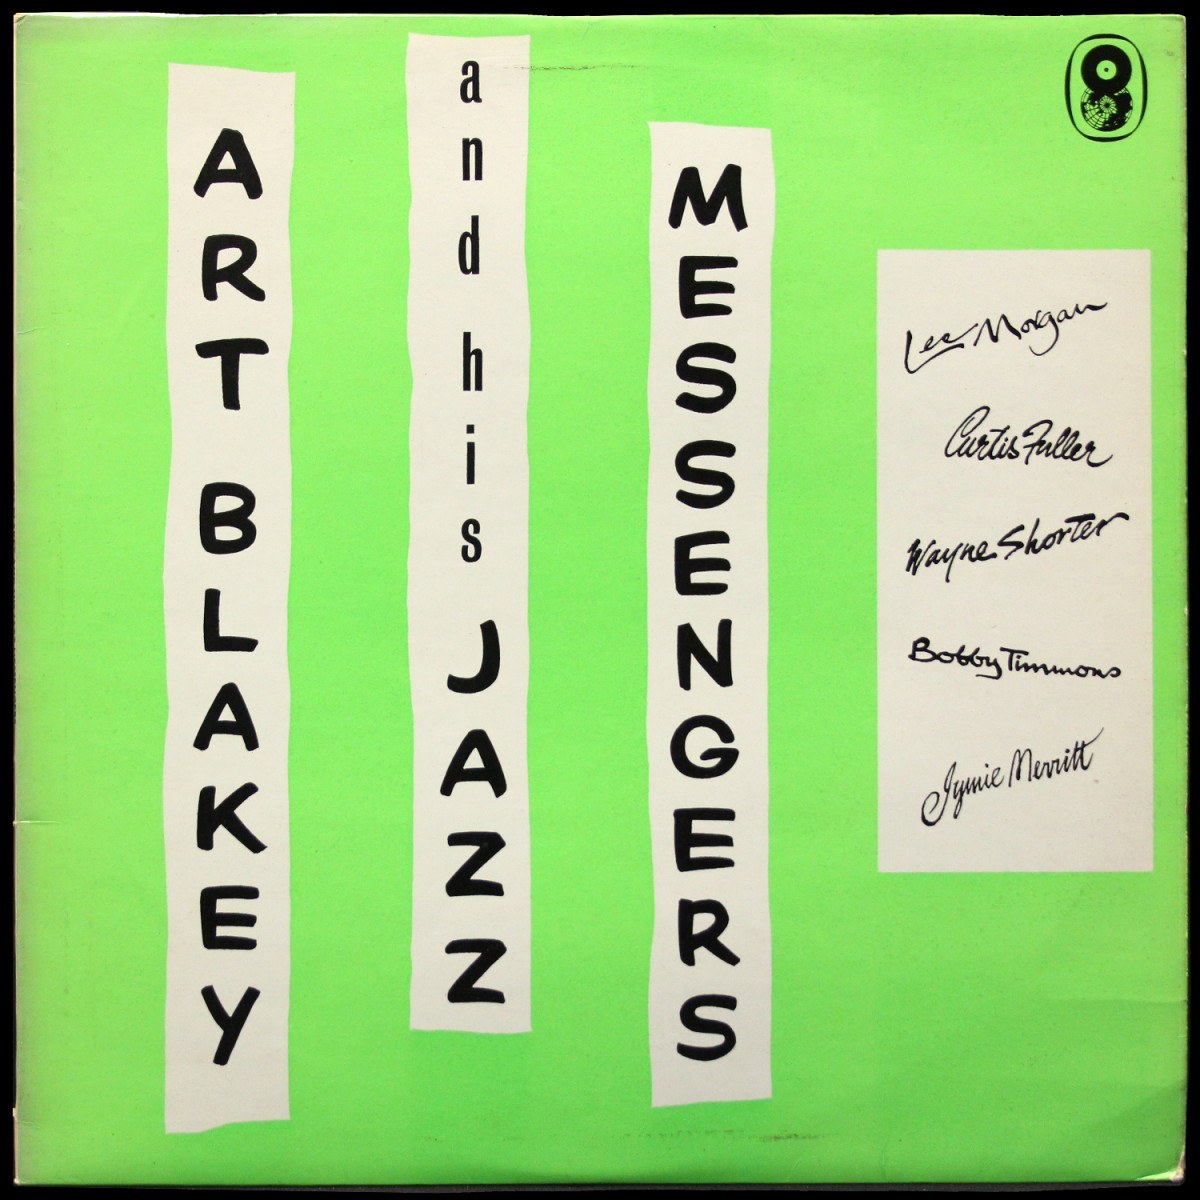 ART BLAKEY
and his JAZZ
MESSENGERS
Lee Morgan
Curtis Fuller
Wayne Shorter
Bobby Timmons
Jymie Merritt